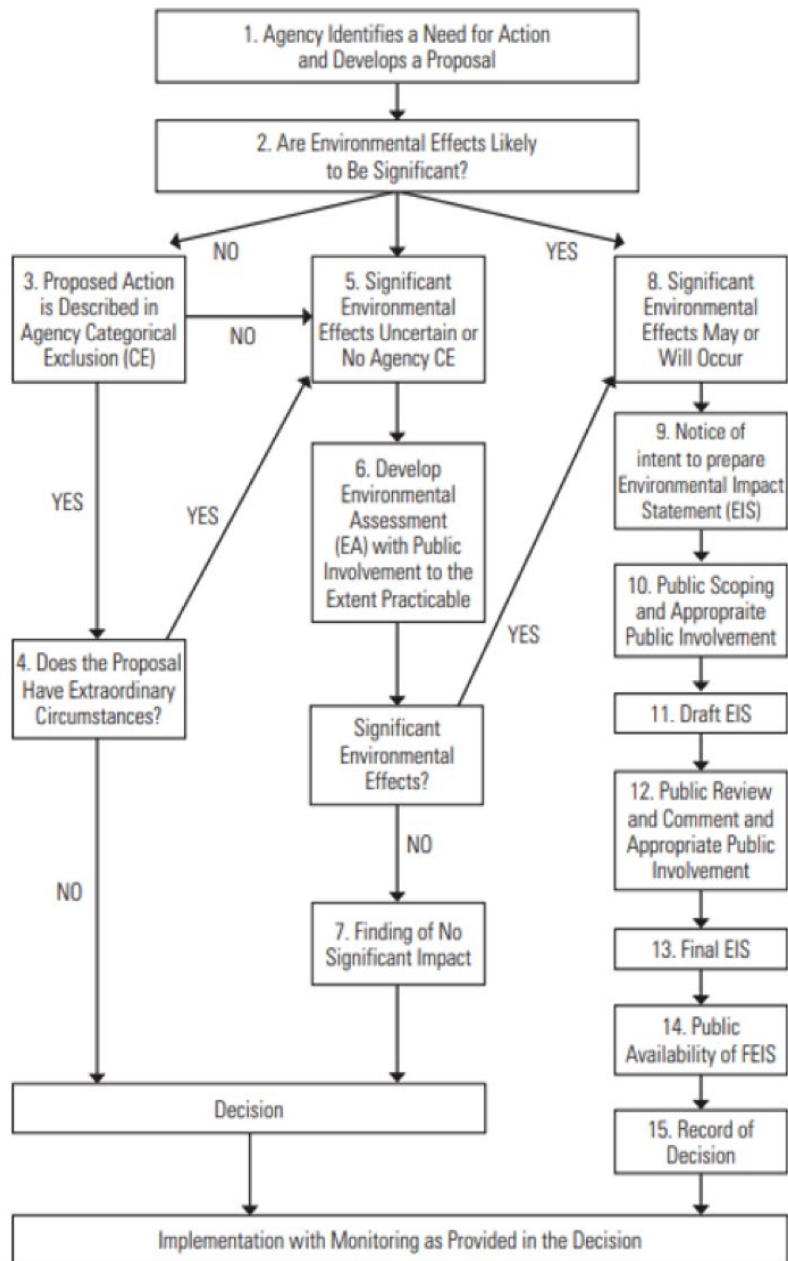 1. Agency Identifies a Need for Action
and Develops a Proposal
2. Are Environmental Effects Likely
to Be Significant?
NO
YES
3. Proposed Action
is Described in
Agency Categorical
Exclusion (CE)
NO
5. Significant
Environmental
Effects Uncertain or
No Agency CE
8. Significant
Environmental
Effects May or
Will Occur
YES
YES
6. Develop
Environmental
Assessment
(EA) with Public
Involvement to the
Extent Practicable
9. Notice of
intent to prepare
Environmental Impact
Statement (EIS)
10. Public Scoping
and Appropraite
Public Involvement
YES
4. Does the Proposal
Have Extraordinary
Circumstances?
Significant
Environmental
Effects?
11. Draft EIS
12. Public Review
and Comment and
Appropriate Public
Involvement
NO
NO
7. Finding of No
Significant Impact
13. Final EIS
14. Public
Availability of FEIS
Decision
15. Record of
Decision
Implementation with Monitoring as Provided in the Decision